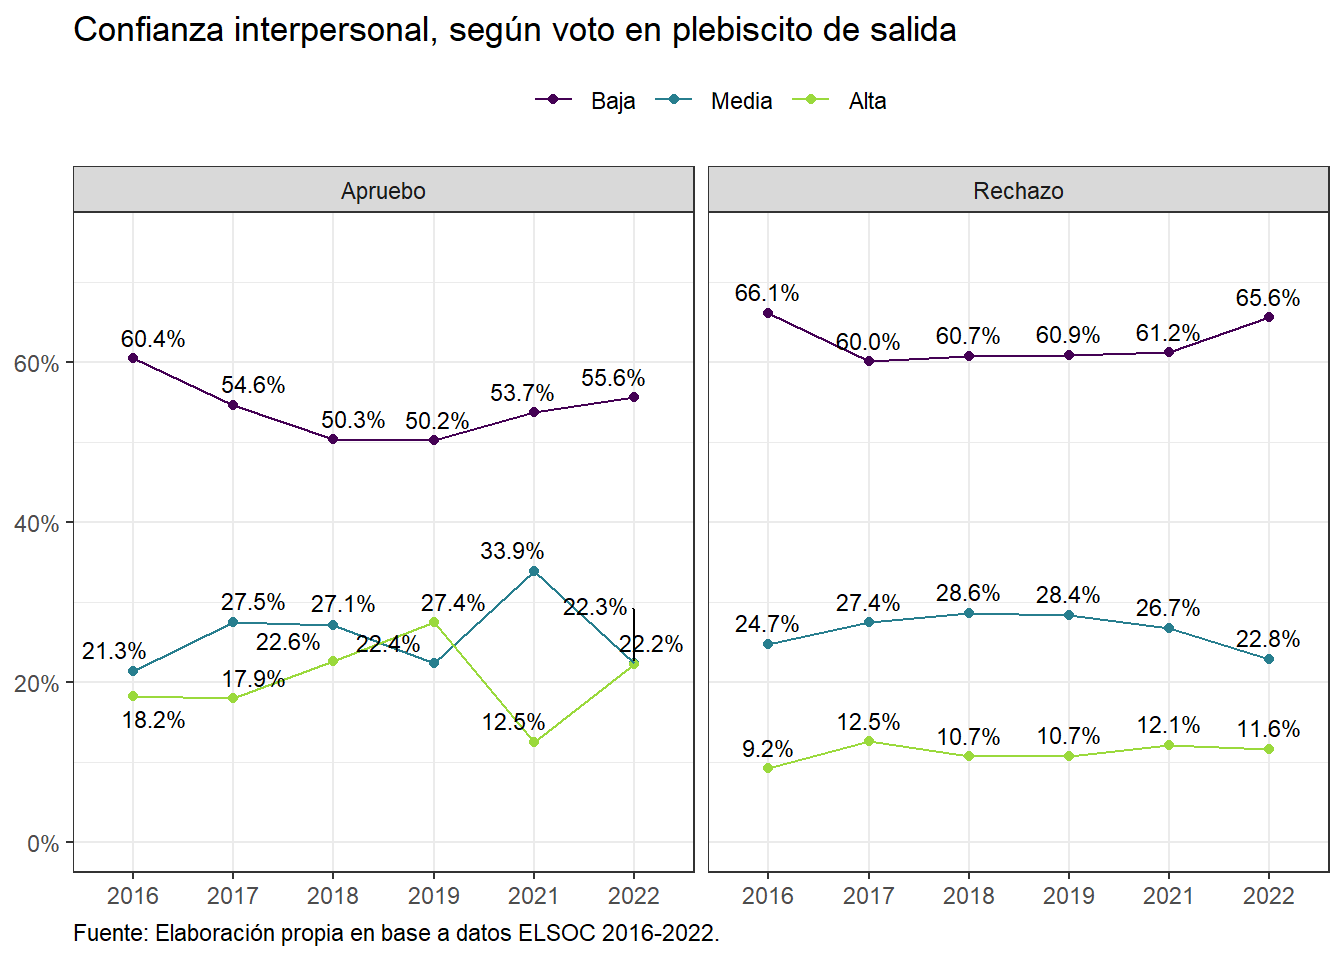 Confianza interpersonal, según voto en plebiscito de salida
Baja Media Alta
Apruebo Rechazo
66.1% 65.6%
60.4% 60.0% 60.7% 60.9% 61.2%
60%
54.6% 50.3% 50.2% 53.7% 55.6%
40%
33.9%
27.5% 27.1% 27.4% 22.3% 27.4% 28.6% 28.4% 26.7%
21.3% 22.6% 22.4% 22.2% 24.7% 22.8%
20%
17.9%
18.2% 12.5% 12.5% 10.7% 10.7% 12.1% 11.6%
9.2%
0%
2016 2017 2018 2019 2021 2022 2016 2017 2018 2019 2021 2022
Fuente: Elaboración propia en base a datos ELSOC 2016-2022.